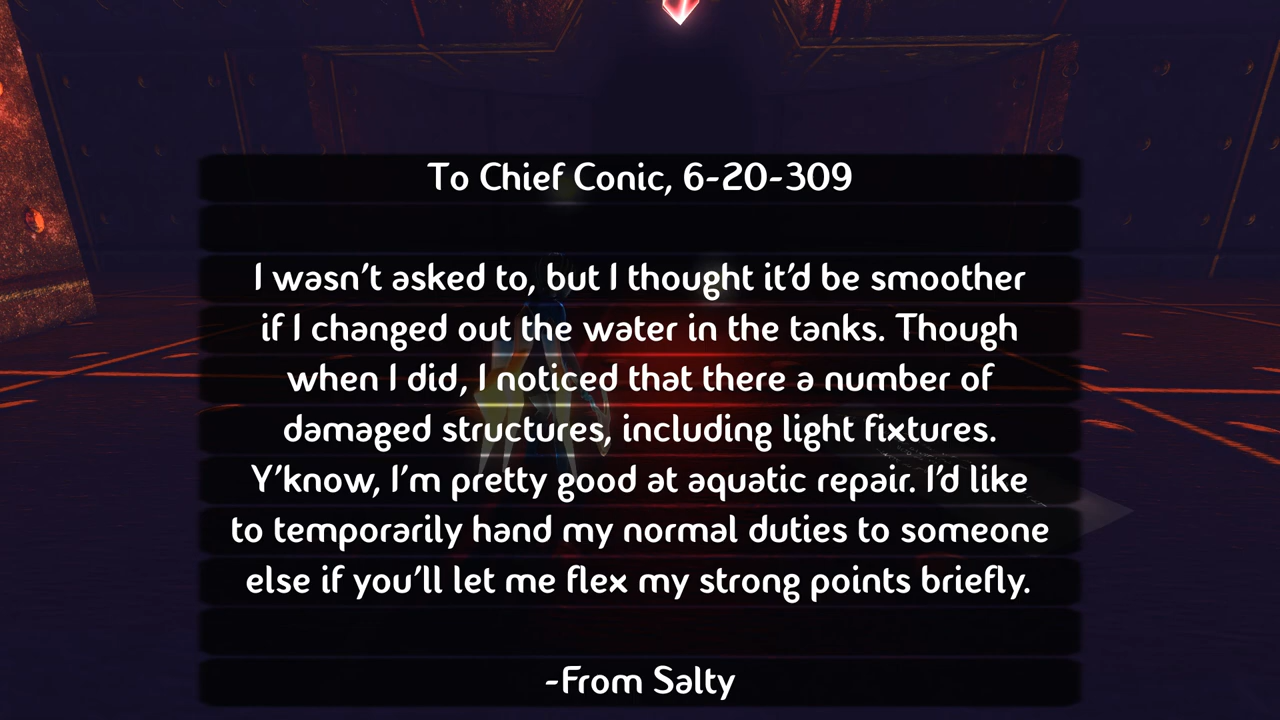 To Chief Conic, 6-20-309
I wasn't asked to, but I thought it'd be smoother
if I changed out the water in the tanks. Though
when I did, I noticed that there a number of
damaged structures, including light fixtures.
Y'know, I'm pretty good at aquatic repair. I'd like
to temporarily hand my normal duties to someone
else if you'll let me flex my strong points briefly.
-From Salty